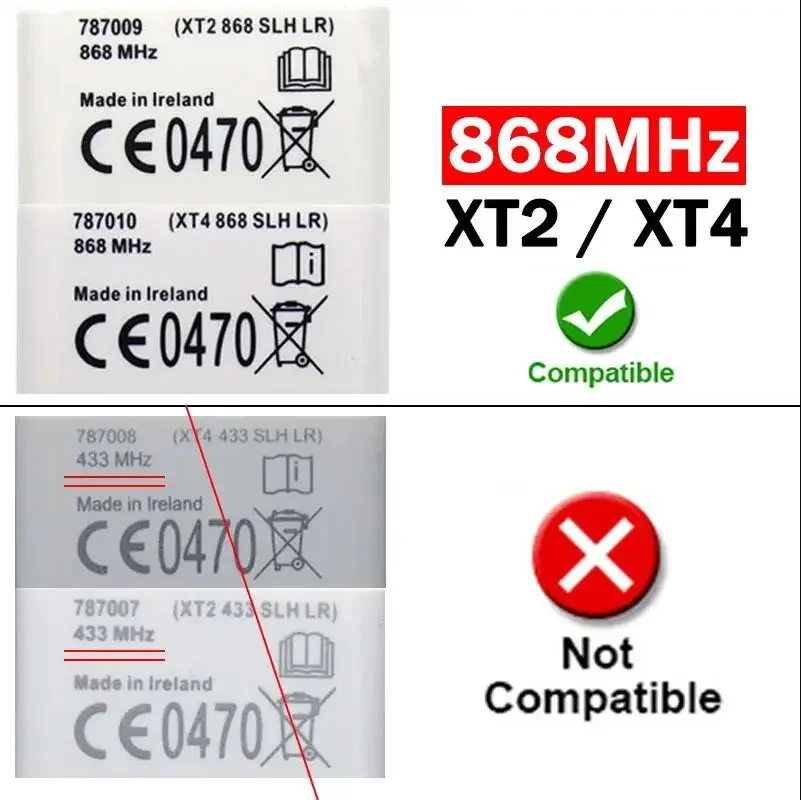 787009 (XT2 868 SLH LR)
868 MHz
Made in Ireland
CE0470
787010 (XT4 868 SLH LR)
868 MHz
i
Made in Ireland
CE0470
868MHz
XT2 / XT4
Compatible
787008 (XT4 433 SLH LR)
433 MHz
i
Made in Ireland
CE0470
787007 (XT2 433 SLH LR)
433 MHz
Made in Ireland
CE0470
Not
Compatible